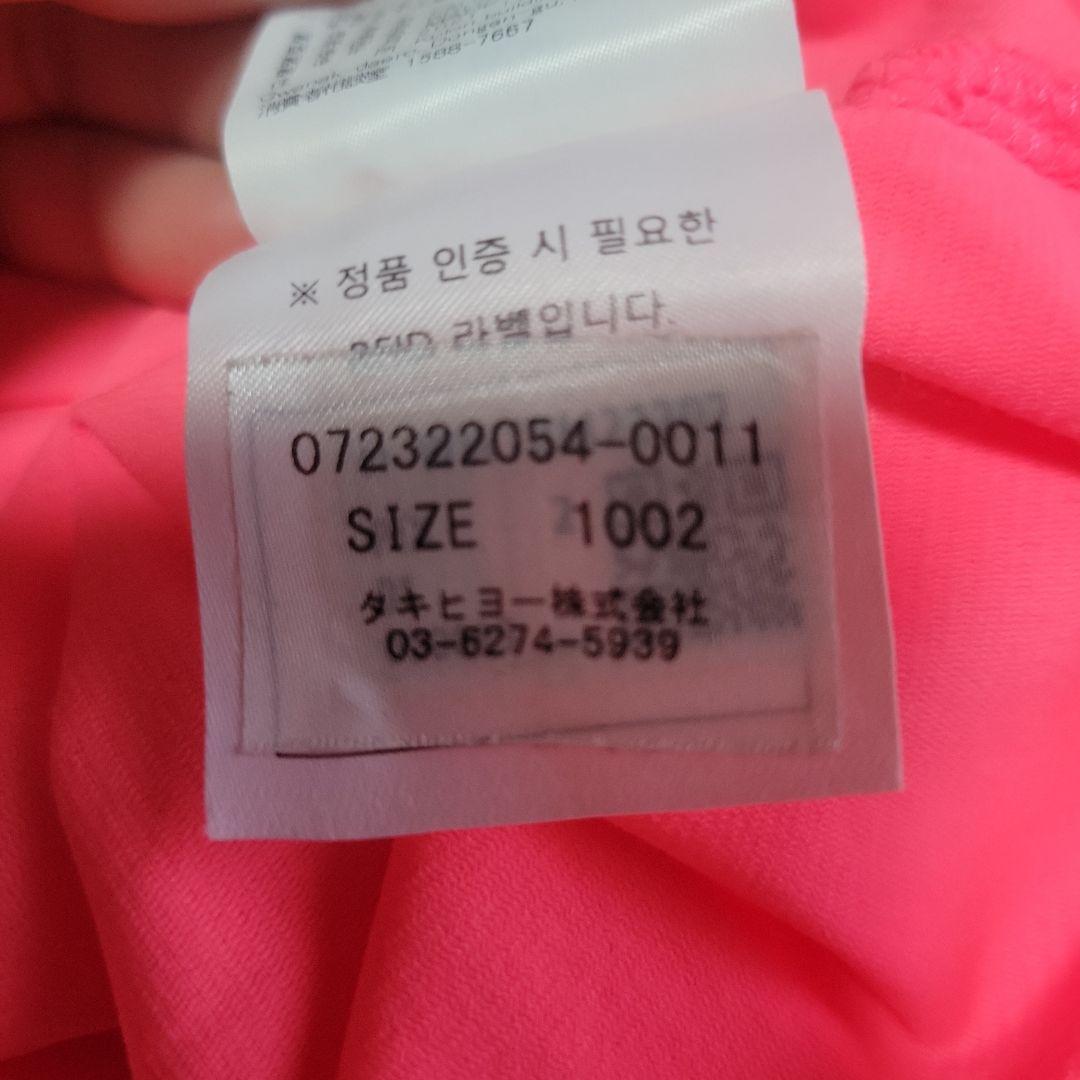 1588-7667
※ 정품 인증 시 필요한
RFID 라벨입니다.
072322054-0011
SIZE 1002
タキヒヨー株式会社
03-6274-5939